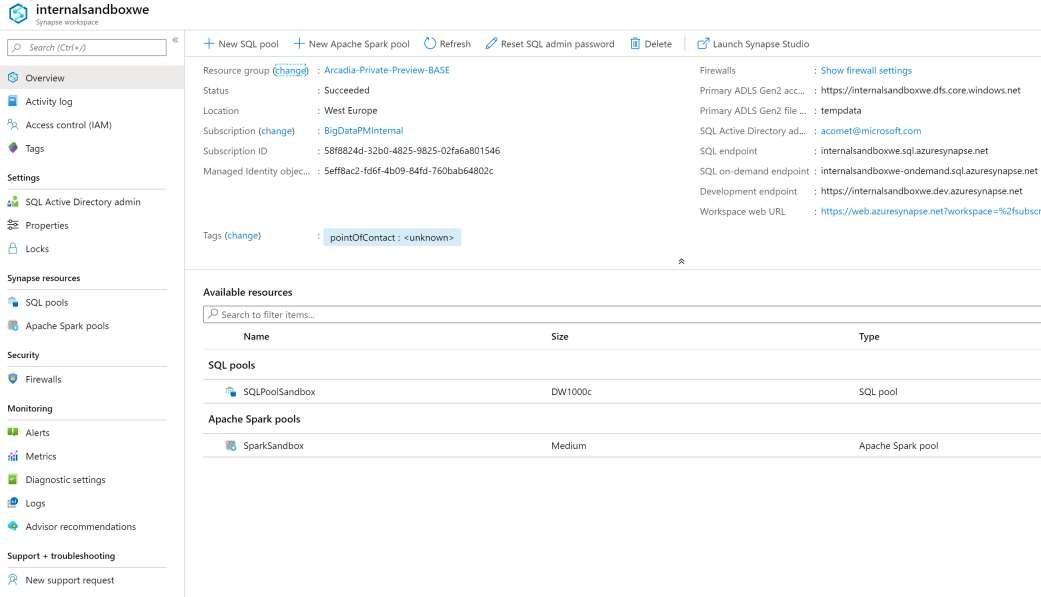 internalsandboxwe
Synapse workspace
Search (Ctrl+/)
«
Overview
Activity log
Access control (IAM)
Tags
Settings
SQL Active Directory admin
Properties
Locks
Synapse resources
SQL pools
Apache Spark pools
Security
Firewalls
Monitoring
Alerts
Metrics
Diagnostic settings
Logs
Advisor recommendations
Support + troubleshooting
New support request
New SQL pool
New Apache Spark pool
Refresh
Reset SQL admin password
Delete
Launch Synapse Studio
Resource group (change) : Arcadia-Private-Preview-BASE
Status : Succeeded
Location : West Europe
Subscription (change) : BigDataPMInternal
Subscription ID : 58f8824d-32b0-4825-9825-02fa6a801546
Managed Identity objec... : 5eff8ac2-fd6f-4b09-84fd-760bab64802c
Tags (change) : pointOfContact : <unknown>
Firewalls : Show firewall settings
Primary ADLS Gen2 acc... : https://internalsandboxwe.dfs.core.windows.net
Primary ADLS Gen2 file ... : tempdata
SQL Active Directory ad... : acomet@microsoft.com
SQL endpoint : internalsandboxwe.sql.azuresynapse.net
SQL on-demand endpoint : internalsandboxwe-ondemand.sql.azuresynapse.net
Development endpoint : https://internalsandboxwe.dev.azuresynapse.net
Workspace web URL : https://web.azuresynapse.net?workspace=%2fsubscr
Available resources
Search to filter items...
Name Size Type
SQL pools
SQLPoolSandbox DW1000c SQL pool
Apache Spark pools
SparkSandbox Medium Apache Spark pool